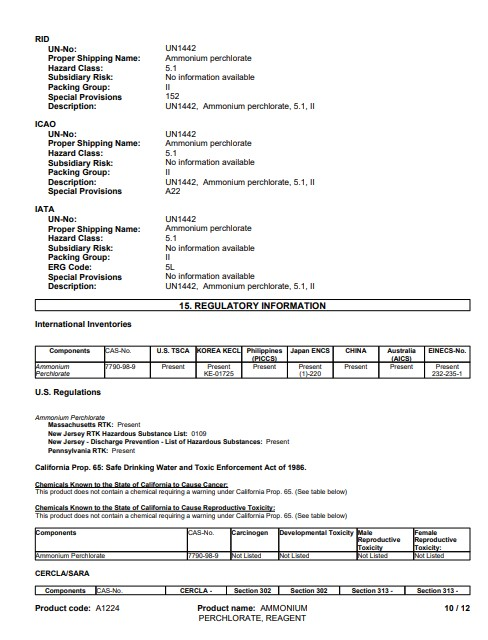 RID
UN-No: UN1442
Proper Shipping Name: Ammonium perchlorate
Hazard Class: 5.1
Subsidiary Risk: No information available
Packing Group: II
Special Provisions 152
Description: UN1442, Ammonium perchlorate, 5.1, II
ICAO
UN-No: UN1442
Proper Shipping Name: Ammonium perchlorate
Hazard Class: 5.1
Subsidiary Risk: No information available
Packing Group: II
Description: UN1442, Ammonium perchlorate, 5.1, II
Special Provisions A22
IATA
UN-No: UN1442
Proper Shipping Name: Ammonium perchlorate
Hazard Class: 5.1
Subsidiary Risk: No information available
Packing Group: II
ERG Code: 5L
Special Provisions No information available
Description: UN1442, Ammonium perchlorate, 5.1, II
15. REGULATORY INFORMATION
International Inventories
Components CAS-No. U.S. TSCA KOREA KECL Philippines (PICCS) Japan ENCS CHINA Australia (AICS) EINECS-No.
Ammonium Perchlorate 7790-98-9 Present Present KE-01725 Present Present (1)-220 Present Present Present 232-235-1
U.S. Regulations
Ammonium Perchlorate
Massachusetts RTK: Present
New Jersey RTK Hazardous Substance List: 0109
New Jersey - Discharge Prevention - List of Hazardous Substances: Present
Pennsylvania RTK: Present
California Prop. 65: Safe Drinking Water and Toxic Enforcement Act of 1986.
Chemicals Known to the State of California to Cause Cancer:
This product does not contain a chemical requiring a warning under California Prop. 65. (See table below)
Chemicals Known to the State of California to Cause Reproductive Toxicity:
This product does not contain a chemical requiring a warning under California Prop. 65. (See table below)
Components CAS-No. Carcinogen Developmental Toxicity Male Reproductive Toxicity Female Reproductive Toxicity:
Ammonium Perchlorate 7790-98-9 Not Listed Not Listed Not Listed Not Listed
CERCLA/SARA
Components CAS-No. CERCLA - Section 302 Section 302 Section 313 - Section 313 -
Product code: A1224 Product name: AMMONIUM 10 / 12
PERCHLORATE, REAGENT